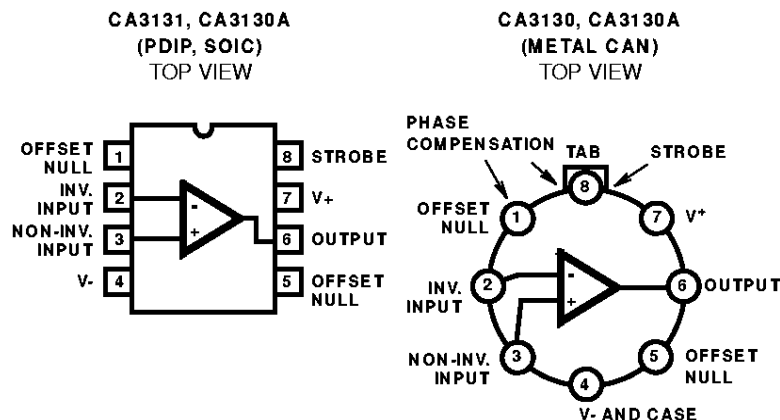 CA3131, CA3130A
(PDIP, SOIC)
TOP VIEW
OFFSET
NULL
1
INV.
INPUT
2
NON-INV.
INPUT
3
V-
4
8
STROBE
7
V+
6
OUTPUT
5
OFFSET
NULL
-
+
CA3130, CA3130A
(METAL CAN)
TOP VIEW
PHASE
COMPENSATION
TAB
STROBE
8
OFFSET
NULL
1
7
V+
INV.
INPUT
2
-
+
6
OUTPUT
NON-INV.
INPUT
3
5
OFFSET
NULL
4
V- AND CASE